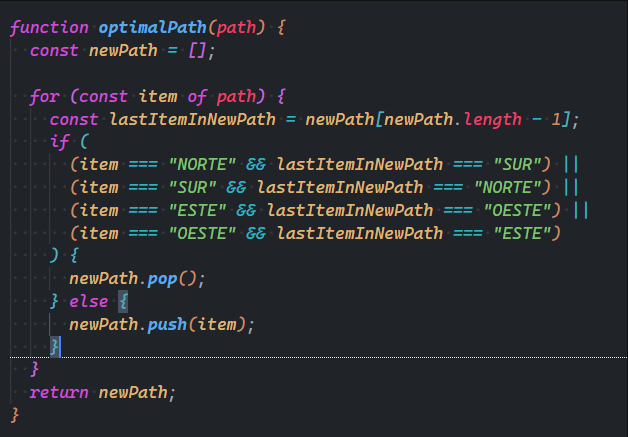 function optimalPath(path) {
  const newPath = [];

  for (const item of path) {
    const lastItemInNewPath = newPath[newPath.length - 1];
    if (
      (item === "NORTE" && lastItemInNewPath === "SUR") ||
      (item === "SUR" && lastItemInNewPath === "NORTE") ||
      (item === "ESTE" && lastItemInNewPath === "OESTE") ||
      (item === "OESTE" && lastItemInNewPath === "ESTE")
    ) {
      newPath.pop();
    } else {
      newPath.push(item);
    }
  }
  return newPath;
}